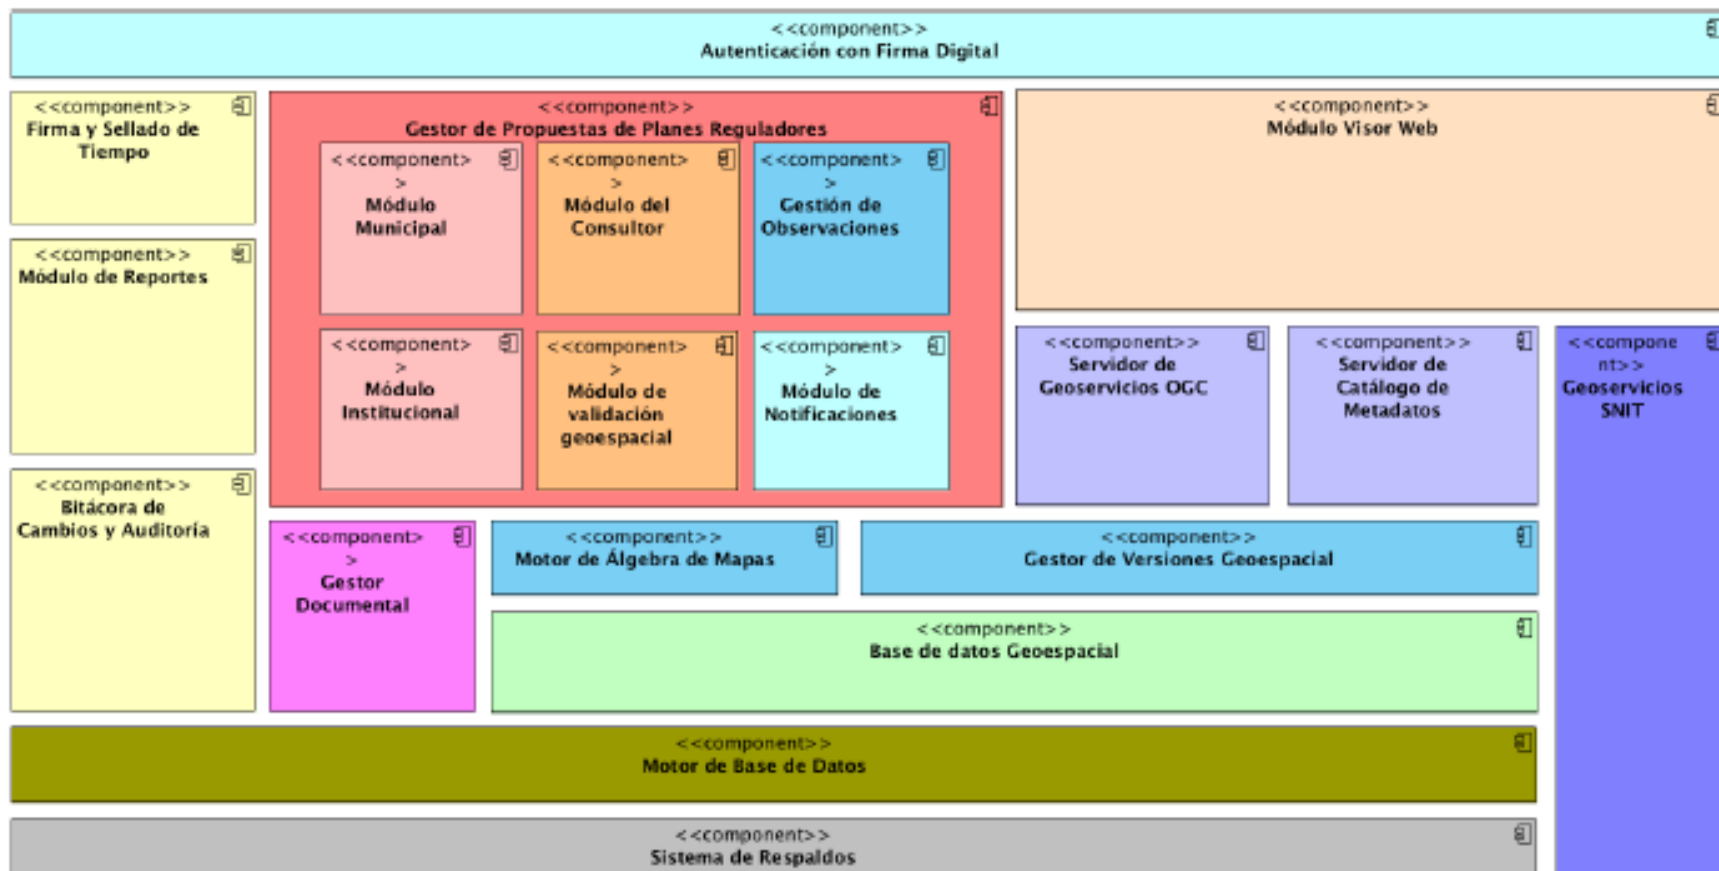 <<component>>
Autenticación con Firma Digital
<<component>>
Firma y Sellado de
Tiempo
<<component>>
Gestor de Propuestas de Planes Reguladores
<<component>>
Módulo Visor Web
<<component>
>
Módulo
Municipal
<<component>
>
Módulo del
Consultor
<<component>
>
Gestión de
Observaciones
<<component>>
Módulo de Reportes
<<component>
>
Módulo
Institucional
<<component>
>
Módulo de
validación
geoespacial
<<component>
>
Módulo de
Notificaciones
<<component>>
Servidor de
Geoservicios OGC
<<component>>
Servidor de
Catálogo de
Metadatos
<<compone
nt>>
Geoservicios
SNIT
<<component>>
Bitácora de
Cambios y Auditoría
<<component>
>
Gestor
Documental
<<component>>
Motor de Álgebra de Mapas
<<component>>
Gestor de Versiones Geoespacial
<<component>>
Base de datos Geoespacial
<<component>>
Motor de Base de Datos
<<component>>
Sistema de Respaldos